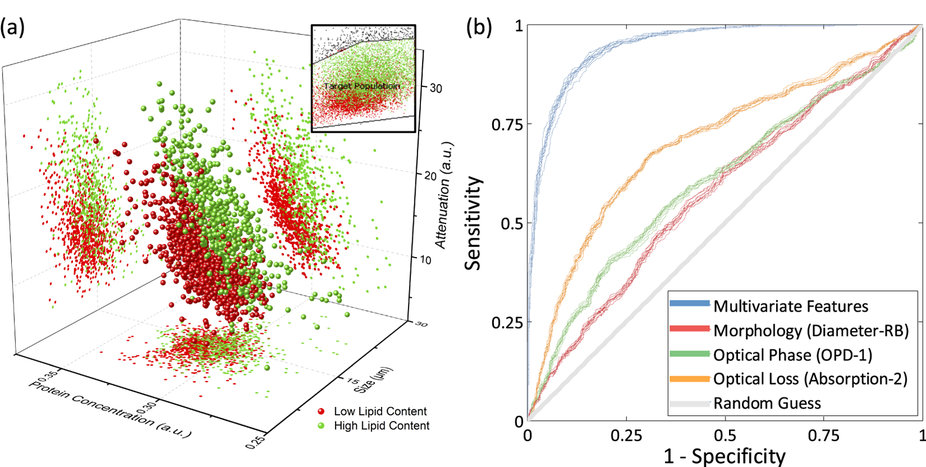 (a)
Target Population
30
20
10
Attenuation (a.u.)
30
15
Size (µm)
0.35
0.30
0.25
Protein Concentration (a.u.)
Low Lipid Content
High Lipid Content
(b)
1
0.75
0.5
0.25
0
Sensitivity
Multivariate Features
Morphology (Diameter-RB)
Optical Phase (OPD-1)
Optical Loss (Absorption-2)
Random Guess
0
0.25
0.5
0.75
1
1 - Specificity